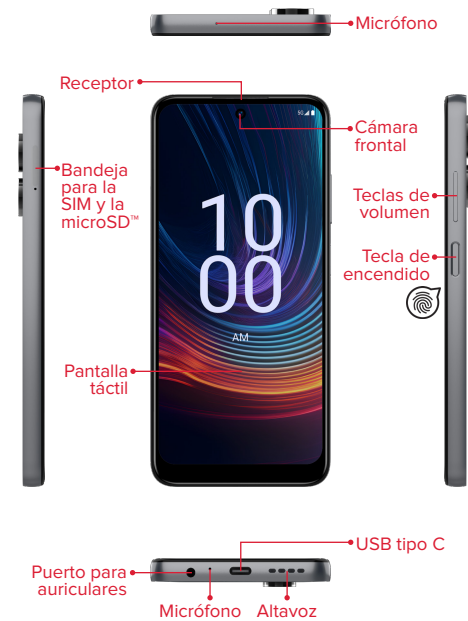 Micrófono
Receptor
5G
Cámara
frontal
Bandeja
para la
SIM y la
microSD™
Teclas de
volumen
10
00
AM
Tecla de
encendido
Pantalla
táctil
USB tipo C
Puerto para
auriculares
Micrófono
Altavoz